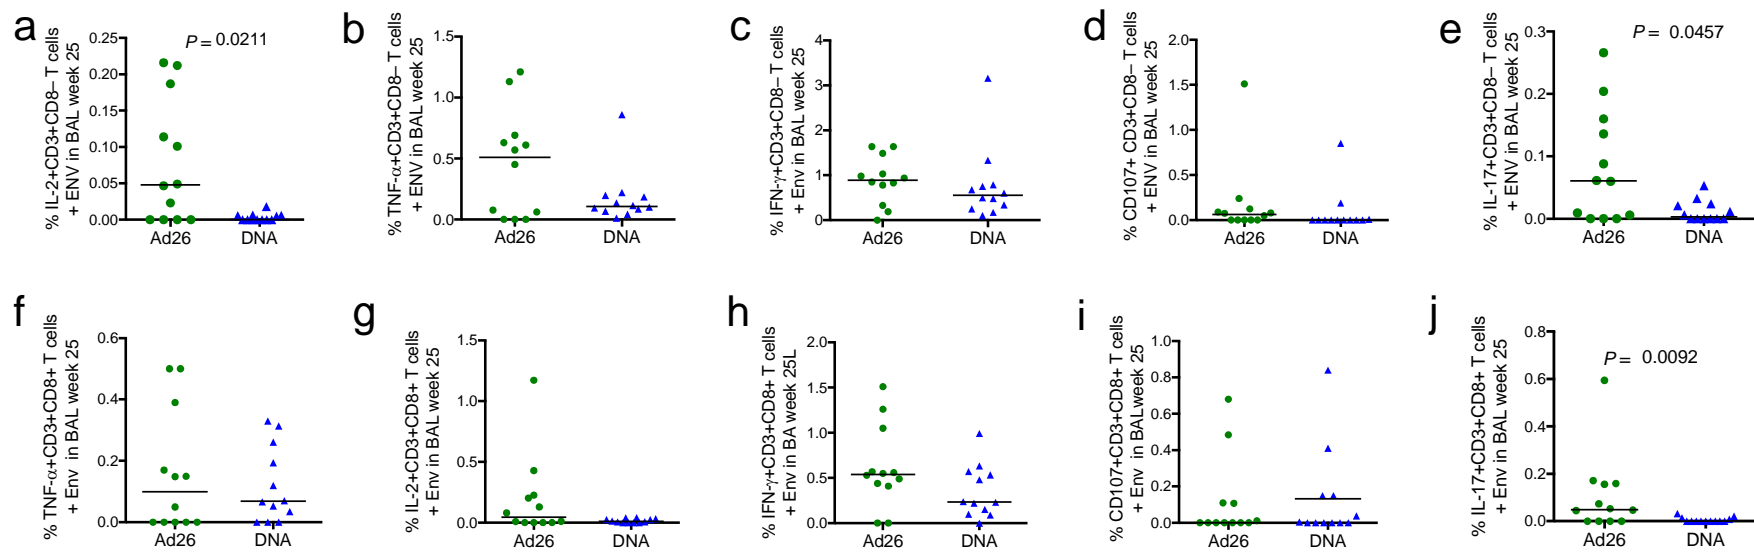 a
% IL-2+CD3+CD8– T cells
+ ENV in BAL week 25
0.25
0.20
0.15
0.10
0.05
0.00
P = 0.0211
Ad26
DNA
b
% TNF-α+CD3+CD8– T cells
+ ENV in BAL week 25
1.5
1.0
0.5
0.0
Ad26
DNA
c
% IFN-γ+CD3+CD8– T cells
+ Env in BAL week 25
4
3
2
1
0
Ad26
DNA
d
% CD107+ CD3+CD8– T cells
+ ENV in BAL week 25
2.0
1.5
1.0
0.5
0.0
Ad26
DNA
e
% IL-17+CD3+CD8– T cells
+ ENV in BAL week 25
0.3
0.2
0.1
0.0
P = 0.0457
Ad26
DNA
f
% TNF-α+CD3+CD8+ T cells
+ Env in BAL week 25
0.6
0.4
0.2
0.0
Ad26
DNA
g
% IL-2+CD3+CD8+ T cells
+ Env in BAL week 25
1.5
1.0
0.5
0.0
Ad26
DNA
h
% IFN-γ+CD3+CD8+ T cells
+ Env in BA week 25L
2.0
1.5
1.0
0.5
0.0
Ad26
DNA
i
% CD107+CD3+CD8+ T cells
+ Env in BALweek 25
1.0
0.8
0.6
0.4
0.2
0.0
Ad26
DNA
j
% IL-17+CD3+CD8+ T cells
+ Env in BAL week 25
0.8
0.6
0.4
0.2
0.0
P = 0.0092
Ad26
DNA